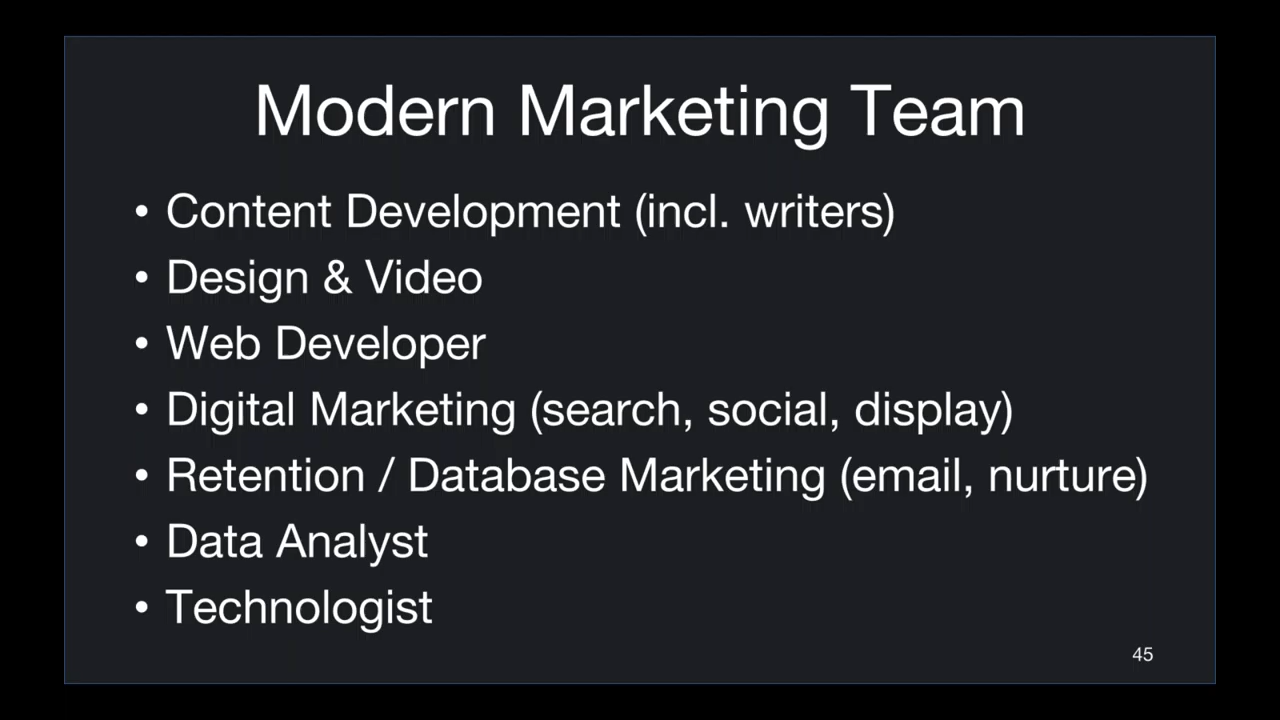 Modern Marketing Team
• Content Development (incl. writers)
• Design & Video
• Web Developer
• Digital Marketing (search, social, display)
• Retention / Database Marketing (email, nurture)
• Data Analyst
• Technologist
45